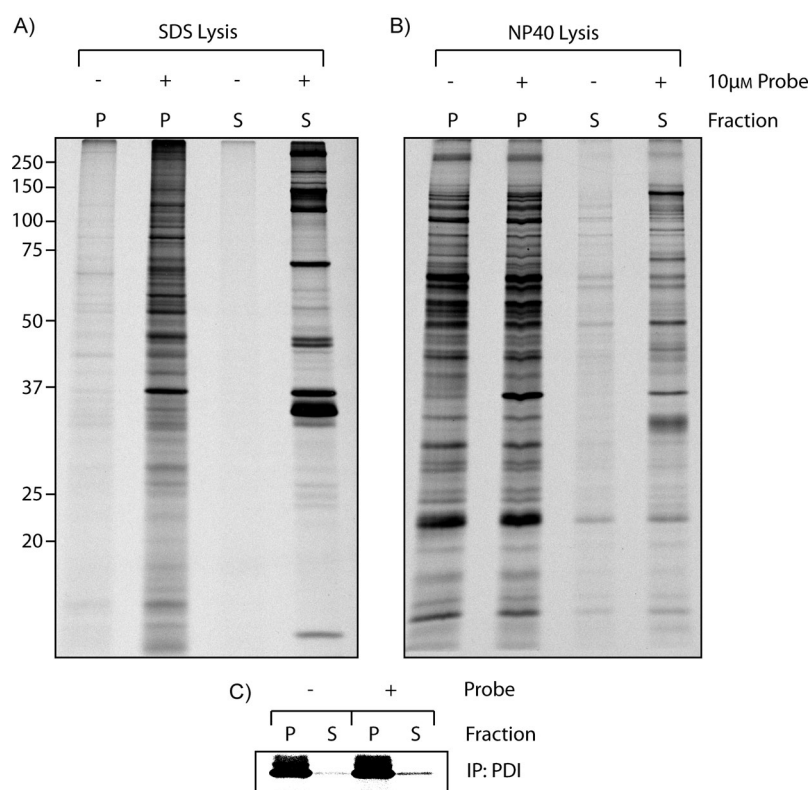 A)
SDS Lysis
B)
NP40 Lysis
- + - +
- + - +
10μM Probe
P P S S
P P S S
Fraction
250
150
100
75
50
37
25
20
C)
- +
Probe
P S P S
Fraction
IP: PDI